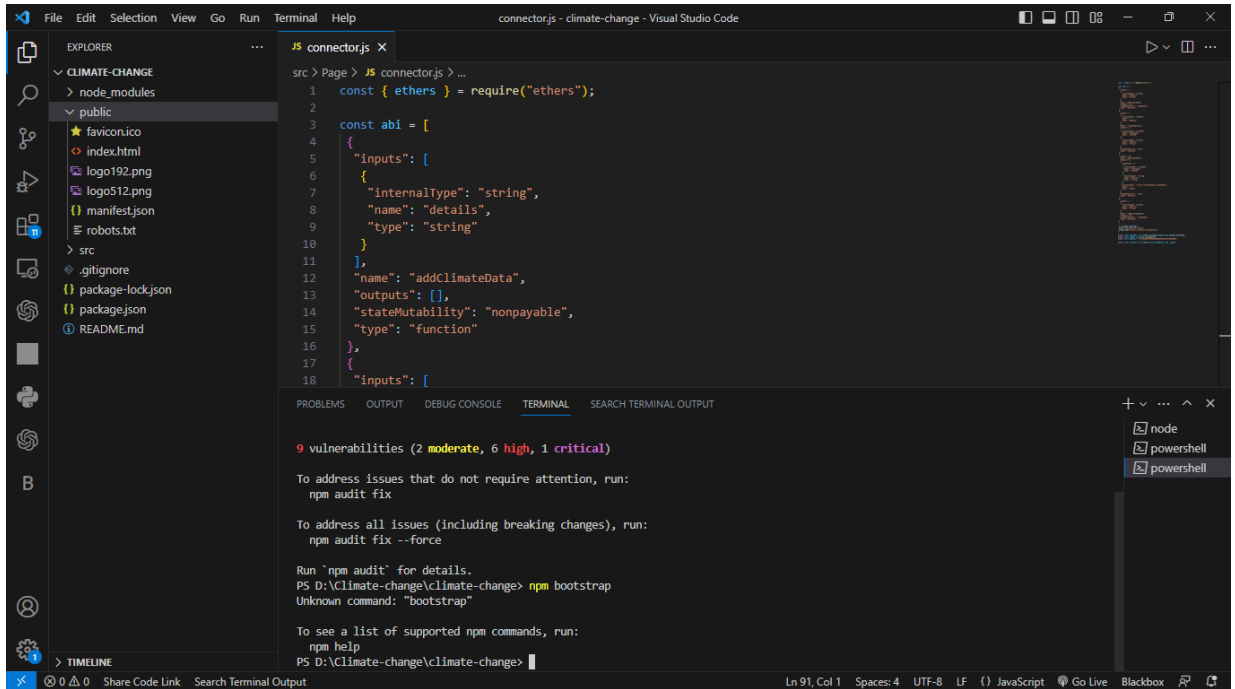 File Edit Selection View Go Run Terminal Help
connector.js - climate-change - Visual Studio Code
EXPLORER
CLIMATE-CHANGE
node_modules
public
favicon.ico
index.html
logo192.png
logo512.png
manifest.json
robots.txt
src
.gitignore
package-lock.json
package.json
README.md
TIMELINE
11
B
1
JS connector.js
src > Page > JS connector.js > ...
1 const { ethers } = require("ethers");
2
3 const abi = [
4 {
5 "inputs": [
6 {
7 "internalType": "string",
8 "name": "details",
9 "type": "string"
10 }
11 ],
12 "name": "addClimateData",
13 "outputs": [],
14 "stateMutability": "nonpayable",
15 "type": "function"
16 },
17 {
18 "inputs": [
PROBLEMS OUTPUT DEBUG CONSOLE TERMINAL SEARCH TERMINAL OUTPUT
9 vulnerabilities (2 moderate, 6 high, 1 critical)
To address issues that do not require attention, run:
npm audit fix
To address all issues (including breaking changes), run:
npm audit fix --force
Run `npm audit` for details.
PS D:\Climate-change\climate-change> npm bootstrap
Unknown command: "bootstrap"
To see a list of supported npm commands, run:
npm help
PS D:\Climate-change\climate-change>
node
powershell
powershell
0 0 Share Code Link Search Terminal Output
Ln 91, Col 1 Spaces: 4 UTF-8 LF {} JavaScript Go Live Blackbox